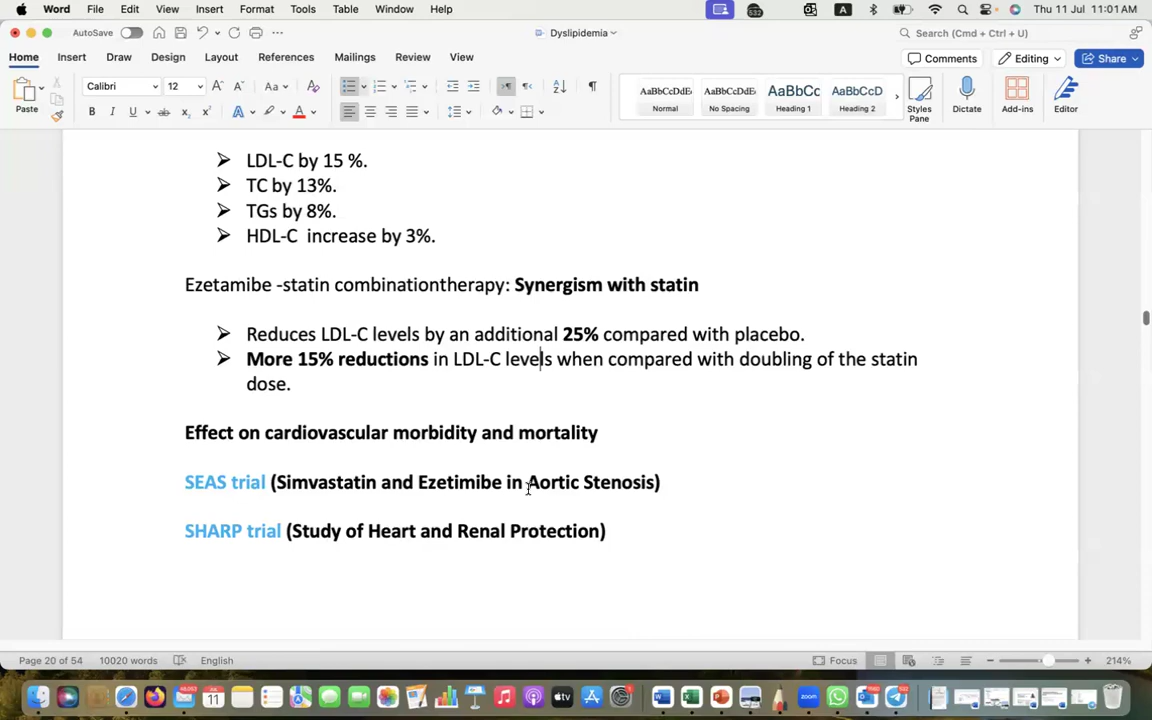 Word File Edit View Insert Format Tools Table Window Help A Thu 11 Jul 11:01 AM
AutoSave Dyslipidemia Search (Cmd + Ctrl + U)
Home Insert Draw Design Layout References Mailings Review View Comments Editing Share
Paste Calibri 12 Aa AaBbCcDdEe AaBbCcDdEe AaBbCc AaBbCcD
Normal No Spacing Heading 1 Heading 2 Styles Pane Dictate Add-ins Editor
LDL-C by 15 %.
TC by 13%.
TGs by 8%.
HDL-C increase by 3%.
Ezetamibe -statin combinationtherapy: Synergism with statin
Reduces LDL-C levels by an additional 25% compared with placebo.
More 15% reductions in LDL-C levels when compared with doubling of the statin
dose.
Effect on cardiovascular morbidity and mortality
SEAS trial (Simvastatin and Ezetimibe in Aortic Stenosis)
SHARP trial (Study of Heart and Renal Protection)
Page 20 of 54 10020 words English Focus 214%